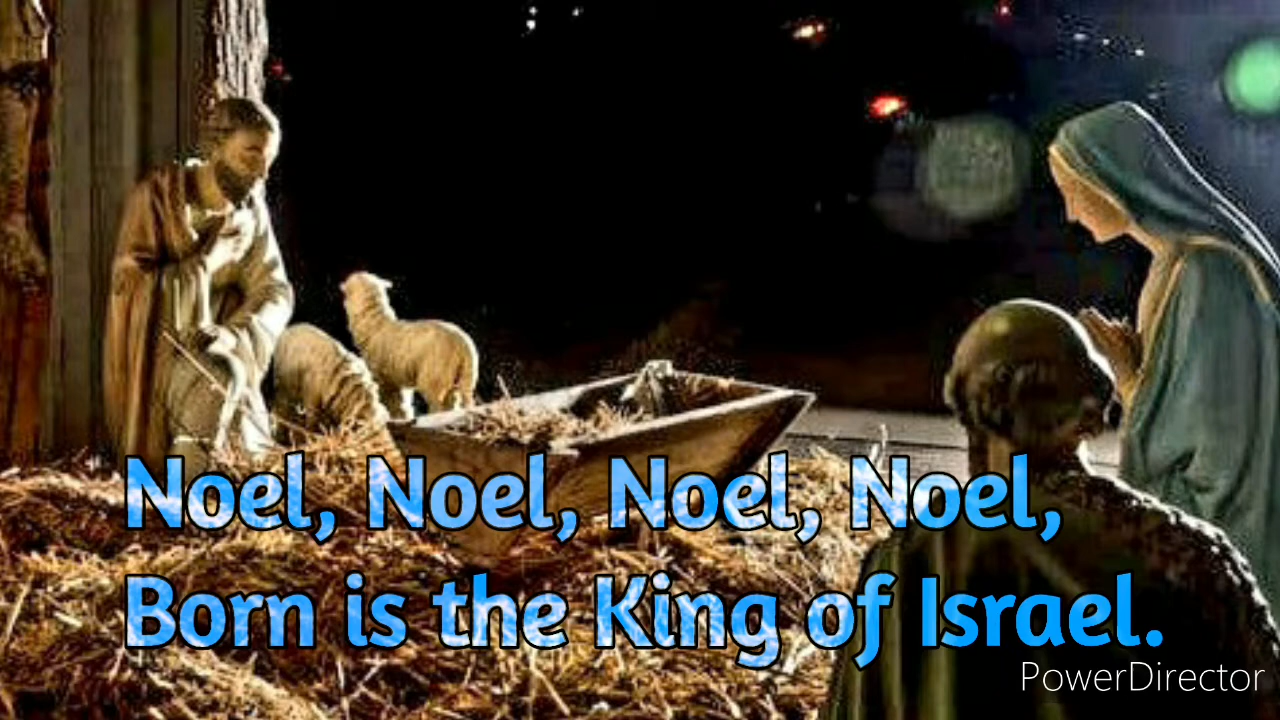 Noel, Noel, Noel, Noel,
Born is the King of Israel.
PowerDirector